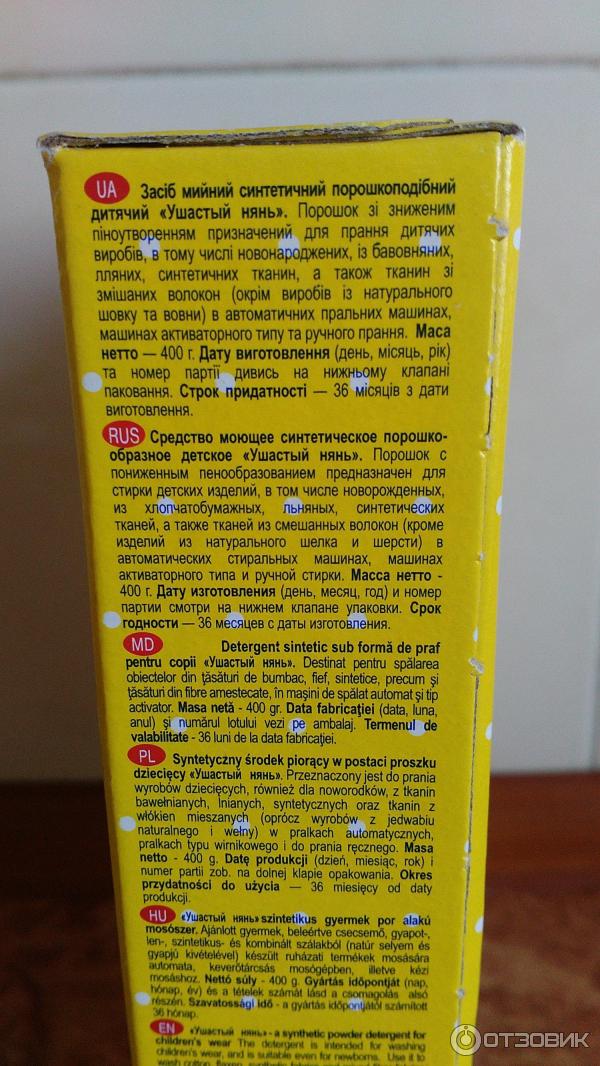 UA Засіб мийний синтетичний порошкоподібний
дитячий «Ушастый нянь». Порошок зі зниженим
піноутворенням призначений для прання дитячих
виробів, в тому числі новонароджених, із бавовняних,
лляних, синтетичних тканин, а також тканин зі
змішаних волокон (окрім виробів із натурального
шовку та вовни) в автоматичних пральних машинах,
машинах активаторного типу та ручного прання. Маса
нетто — 400 г. Дату виготовлення (день, місяць, рік)
та номер партії дивись на нижньому клапані
паковання. Строк придатності — 36 місяців з дати
виготовлення.
RUS Средство моющее синтетическое порошко-
образное детское «Ушастый нянь». Порошок с
пониженным пенообразованием предназначен для
стирки детских изделий, в том числе новорожденных,
из хлопчатобумажных, льняных, синтетических
тканей, а также тканей из смешанных волокон (кроме
изделий из натурального шелка и шерсти) в
автоматических стиральных машинах, машинах
активаторного типа и ручной стирки. Масса нетто -
400 г. Дату изготовления (день, месяц, год) и номер
партии смотри на нижнем клапане упаковки. Срок
годности — 36 месяцев с даты изготовления.
MD Detergent sintetic sub formă de praf
pentru copii «Ушастый нянь». Destinat pentru spălarea
obiectelor din ţăsături de bumbac, fief, sintetice, precum şi
ţăsături din fibre amestecate, în maşini de spălat automat şi tip
activator. Masa netă - 400 gr. Data fabricaţiei (data, luna,
anul) şi numărul lotului vezi pe ambalaj. Termenul de
valabilitate - 36 luni de la data fabricaţiei.
PL Syntetyczny środek piorący w postaci proszku
dziecięcy «Ушастый нянь». Przeznaczony jest do prania
wyrobów dziecięcych, również dla noworodków, z tkanin
bawełnianych, lnianych, syntetycznych oraz tkanin z
włókien mieszanych (oprócz wyrobów z jedwabiu
naturalnego i wełny) w pralkach automatycznych,
pralkach typu wirnikowego i do prania ręcznego. Masa
netto - 400 g. Datę produkcji (dzień, miesiąc, rok) i
numer partii zob. na dolnej klapie opakowania. Okres
przydatności do użycia — 36 miesięcy od daty
produkcji.
HU «Ушастый нянь» szintetikus gyermek por alakú
mosószer. Ajánlott gyermek, beleértve csecsemő, gyapot-,
len-, szintetikus- és kombinált szálakból (natúr selyem és
gyapjú kivételével) készült ruházati termékek mosására
automata, keverőtárcsás mosógépben, illetve kézi
mosáshoz. Nettó súly - 400 g. Gyártás időpontját (nap,
hónap, év) és a tételek számát lásd a csomagolás alsó
részén. Szavatossági idő - a gyártás időpontjától számított
36 hónap.
EN «Ушастый нянь» - a synthetic powder detergent for
children's wear The detergent is intended for washing
children's wear, and is suitable even for newborns. Use it to
wash cotton,
ОТЗОВИК